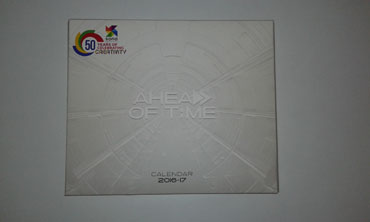 50
YEARS OF
CELEBRATING
CREATIVITY
AHEAD
OF TIME
CALENDAR
2016-17